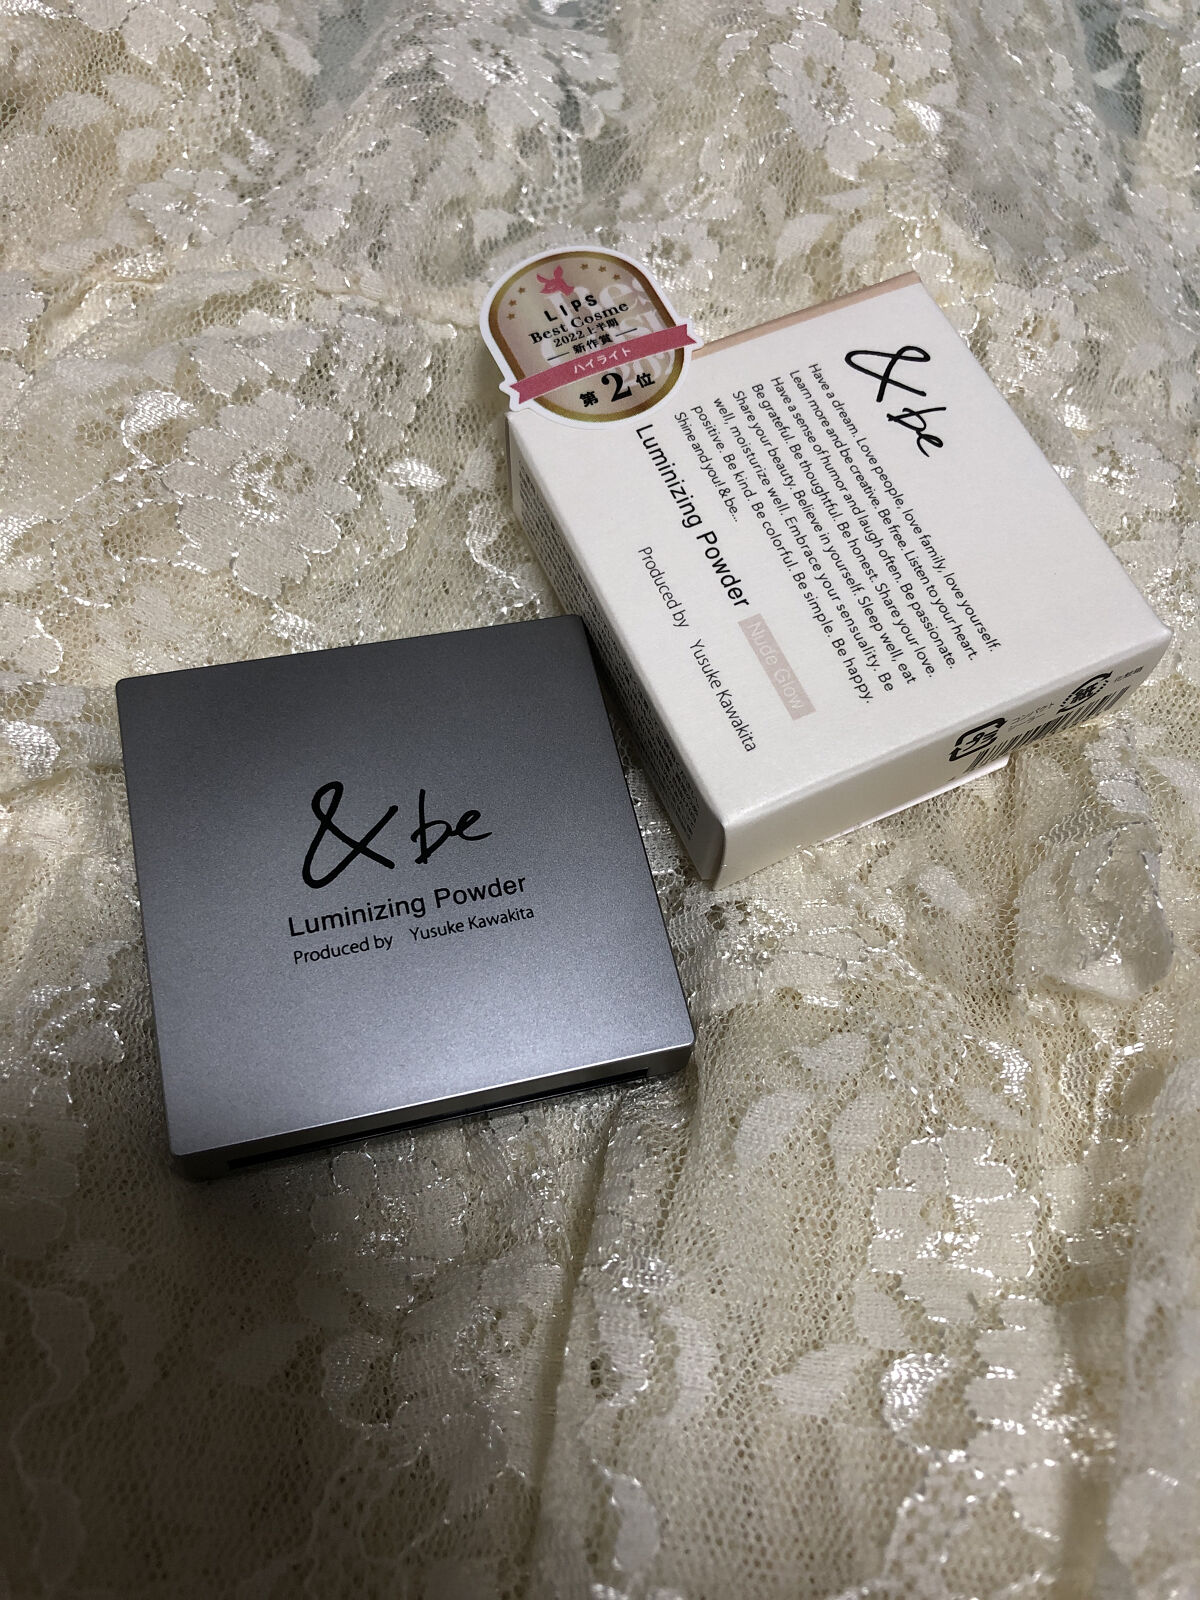 LIPS
Best Cosme
2022上半期
新作賞
ハイライト
第2位
& be
Have a dream. Love people, love family, love yourself.
Learn more and be creative. Be free. Listen to your heart.
Have a sense of humor and laugh often. Be passionate.
Be grateful. Be thoughtful. Be honest. Share your love.
Share your beauty. Believe in yourself. Sleep well, eat
well, moisturize well. Embrace your sensuality. Be
positive. Be kind. Be colorful. Be simple. Be happy.
Shine and you! & be...
Luminizing Powder Nude Glow
Produced by Yusuke Kawakita
紙
& be
Luminizing Powder
Produced by Yusuke Kawakita